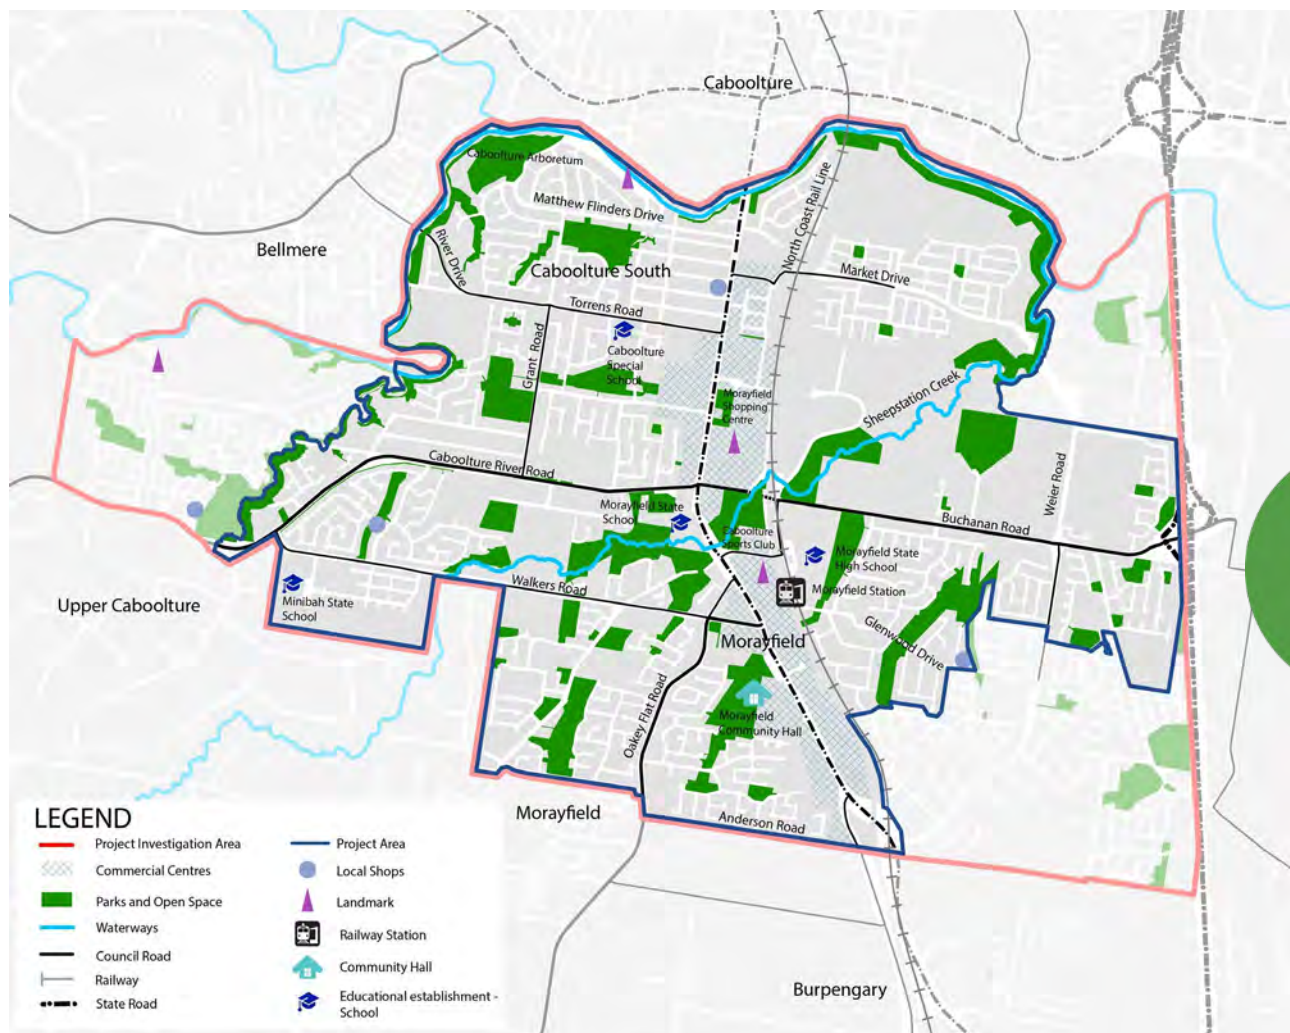 Caboolture
Caboolture Arboretum
Matthew Flinders Drive
North Coast Rail Line
River Drive
Bellmere
Caboolture South
Market Drive
Torrens Road
Grant Road
Caboolture
Special
School
Sheepstation Creek
Morayfield
Shopping
Centre
Caboolture River Road
Weier Road
Morayfield State
School
Buchanan Road
Caboolture
Sports Club
Morayfield State
High School
Walkers Road
Morayfield Station
Upper Caboolture
Minibah State
School
Glenwood Drive
Morayfield
Oakey Flat Road
Morayfield
Community Hall
Morayfield
Anderson Road
Burpengary
LEGEND
Project Investigation Area
Commercial Centres
Parks and Open Space
Waterways
Council Road
Railway
State Road
Project Area
Local Shops
Landmark
Railway Station
Community Hall
Educational establishment -
School